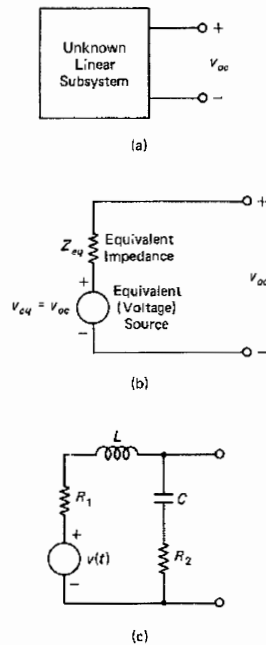 Unknown
Linear
Subsystem
+
v_oc
−
(a)
+
Z_eq
Equivalent
Impedance
v_oc
+
v_eq = v_oc
Equivalent
(Voltage)
Source
−
−
(b)
L
R_1
C
+
v(t)
R_2
−
(c)